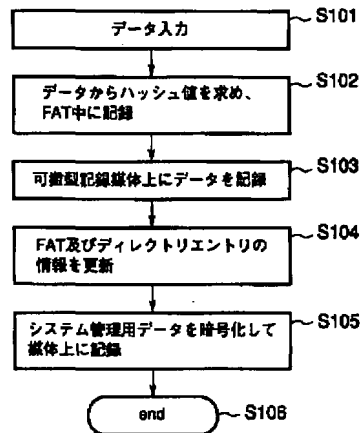 データ入力
S101
データからハッシュ値を求め、
FAT中に記録
S102
可搬型記録媒体上にデータを記録
S103
FAT及びディレクトリエントリの
情報を更新
S104
システム管理用データを暗号化して
媒体上に記録
S105
end
S106